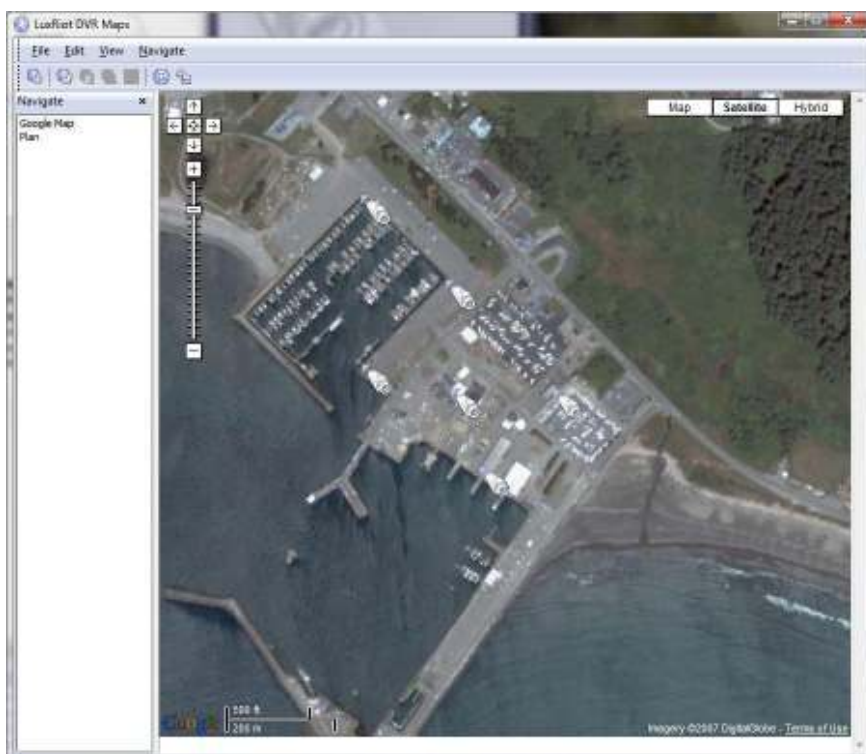 LuxRiot DVR Maps
File Edit View Navigate
Navigate ×
Google Map
Plan
Map Satellite Hybrid
Google
500 ft
200 m
Imagery ©2007 DigitalGlobe - Terms of Use